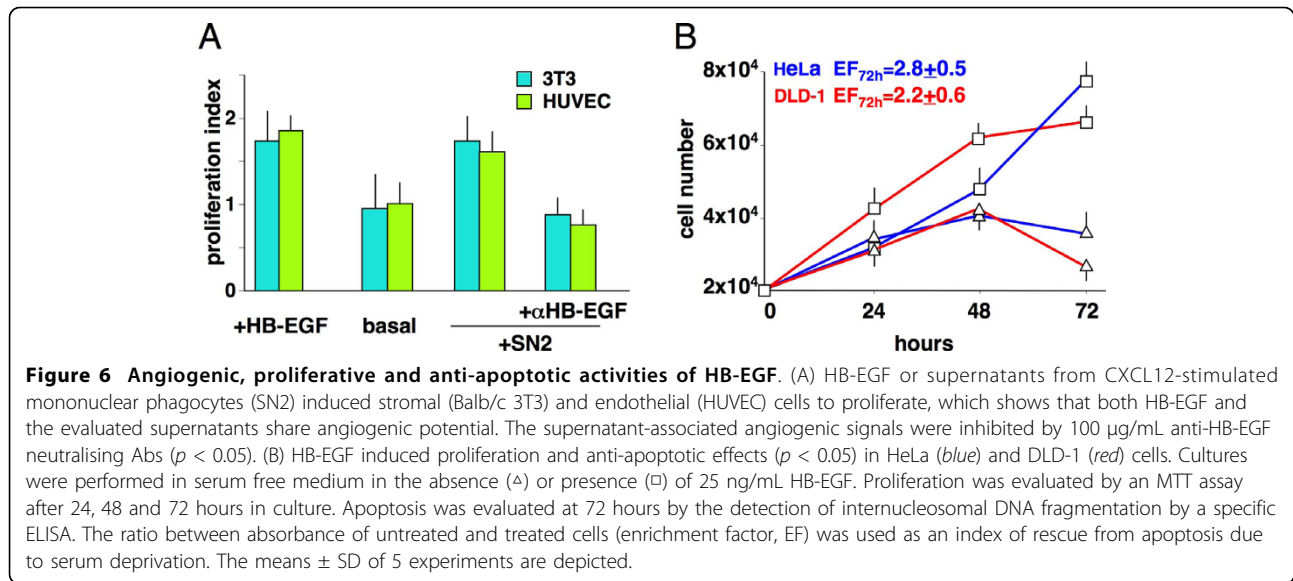 A
proliferation index
2
1
0
3T3
HUVEC
+HB-EGF
basal
+αHB-EGF
+SN2
B
cell number
8x10⁴
6x10⁴
4x10⁴
2x10⁴
HeLa EF72h=2.8±0.5
DLD-1 EF72h=2.2±0.6
0 24 48 72
hours
Figure 6 Angiogenic, proliferative and anti-apoptotic activities of HB-EGF. (A) HB-EGF or supernatants from CXCL12-stimulated
mononuclear phagocytes (SN2) induced stromal (Balb/c 3T3) and endothelial (HUVEC) cells to proliferate, which shows that both HB-EGF and
the evaluated supernatants share angiogenic potential. The supernatant-associated angiogenic signals were inhibited by 100 μg/mL anti-HB-EGF
neutralising Abs (p < 0.05). (B) HB-EGF induced proliferation and anti-apoptotic effects (p < 0.05) in HeLa (blue) and DLD-1 (red) cells. Cultures
were performed in serum free medium in the absence (△) or presence (□) of 25 ng/mL HB-EGF. Proliferation was evaluated by an MTT assay
after 24, 48 and 72 hours in culture. Apoptosis was evaluated at 72 hours by the detection of internucleosomal DNA fragmentation by a specific
ELISA. The ratio between absorbance of untreated and treated cells (enrichment factor, EF) was used as an index of rescue from apoptosis due
to serum deprivation. The means ± SD of 5 experiments are depicted.